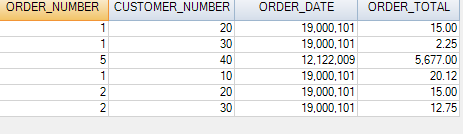 ORDER_NUMBER CUSTOMER_NUMBER ORDER_DATE ORDER_TOTAL
1 20 19,000,101 15.00
1 30 19,000,101 2.25
5 40 12,122,009 5,677.00
1 10 19,000,101 20.12
2 20 19,000,101 15.00
2 30 19,000,101 12.75